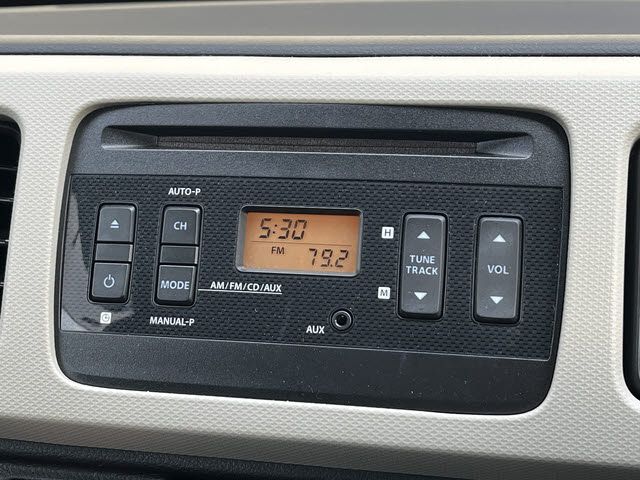 AUTO-P
CH
MODE
AM/FM/CD/AUX
MANUAL-P
5:30
FM
79.2
AUX
H
TUNE
TRACK
M
VOL